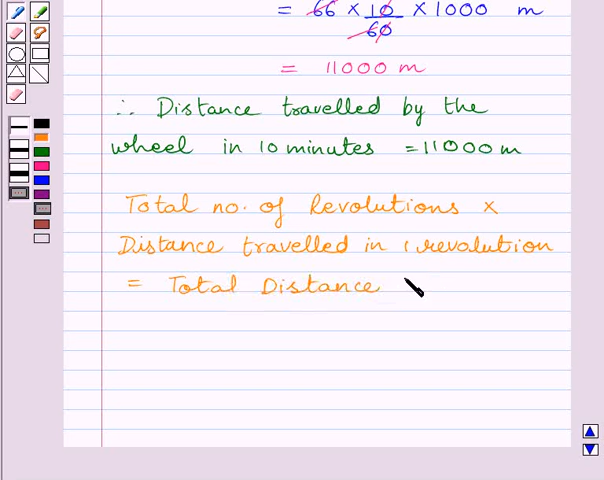 = 66 × 10/60 × 1000 m
= 11000 m
∴ Distance travelled by the
wheel in 10 minutes = 11000 m
Total no. of Revolutions ×
Distance travelled in 1 revolution
= Total Distance